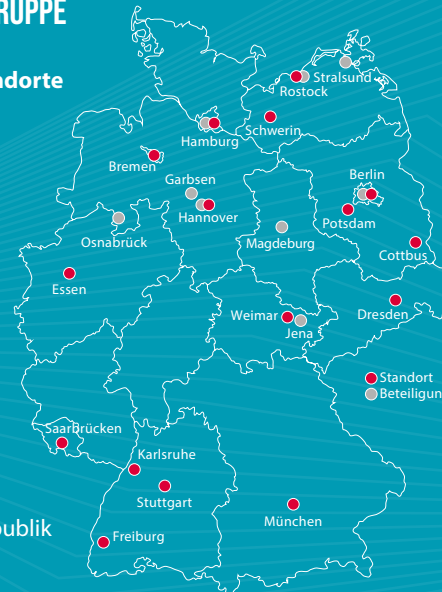 RUPPE
ndorte
Stralsund
Rostock
Schwerin
Hamburg
Bremen
Garbsen
Berlin
Hannover
Potsdam
Osnabrück
Magdeburg
Cottbus
Essen
Weimar
Jena
Dresden
Standort
Beteiligun
Saarbrücken
Karlsruhe
Stuttgart
München
publik
Freiburg